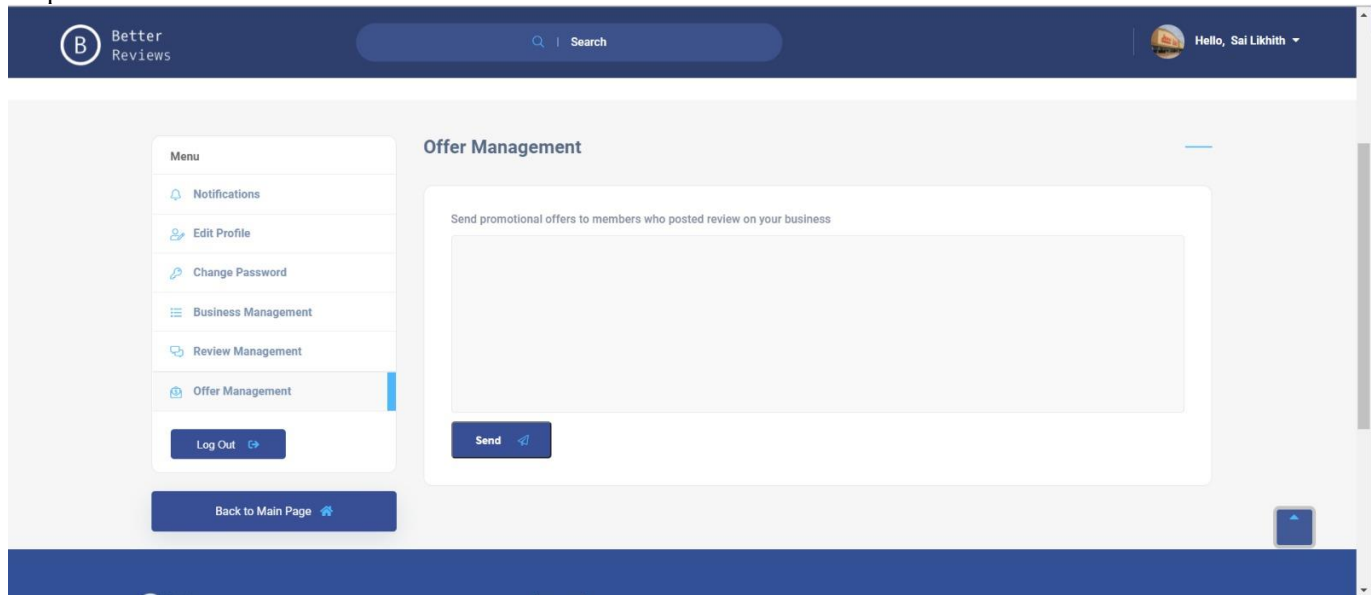 B
Better
Reviews
| Search
Hello, Sai Likhith
Menu
Notifications
Edit Profile
Change Password
Business Management
Review Management
Offer Management
Log Out
Back to Main Page
Offer Management
Send promotional offers to members who posted review on your business
Send